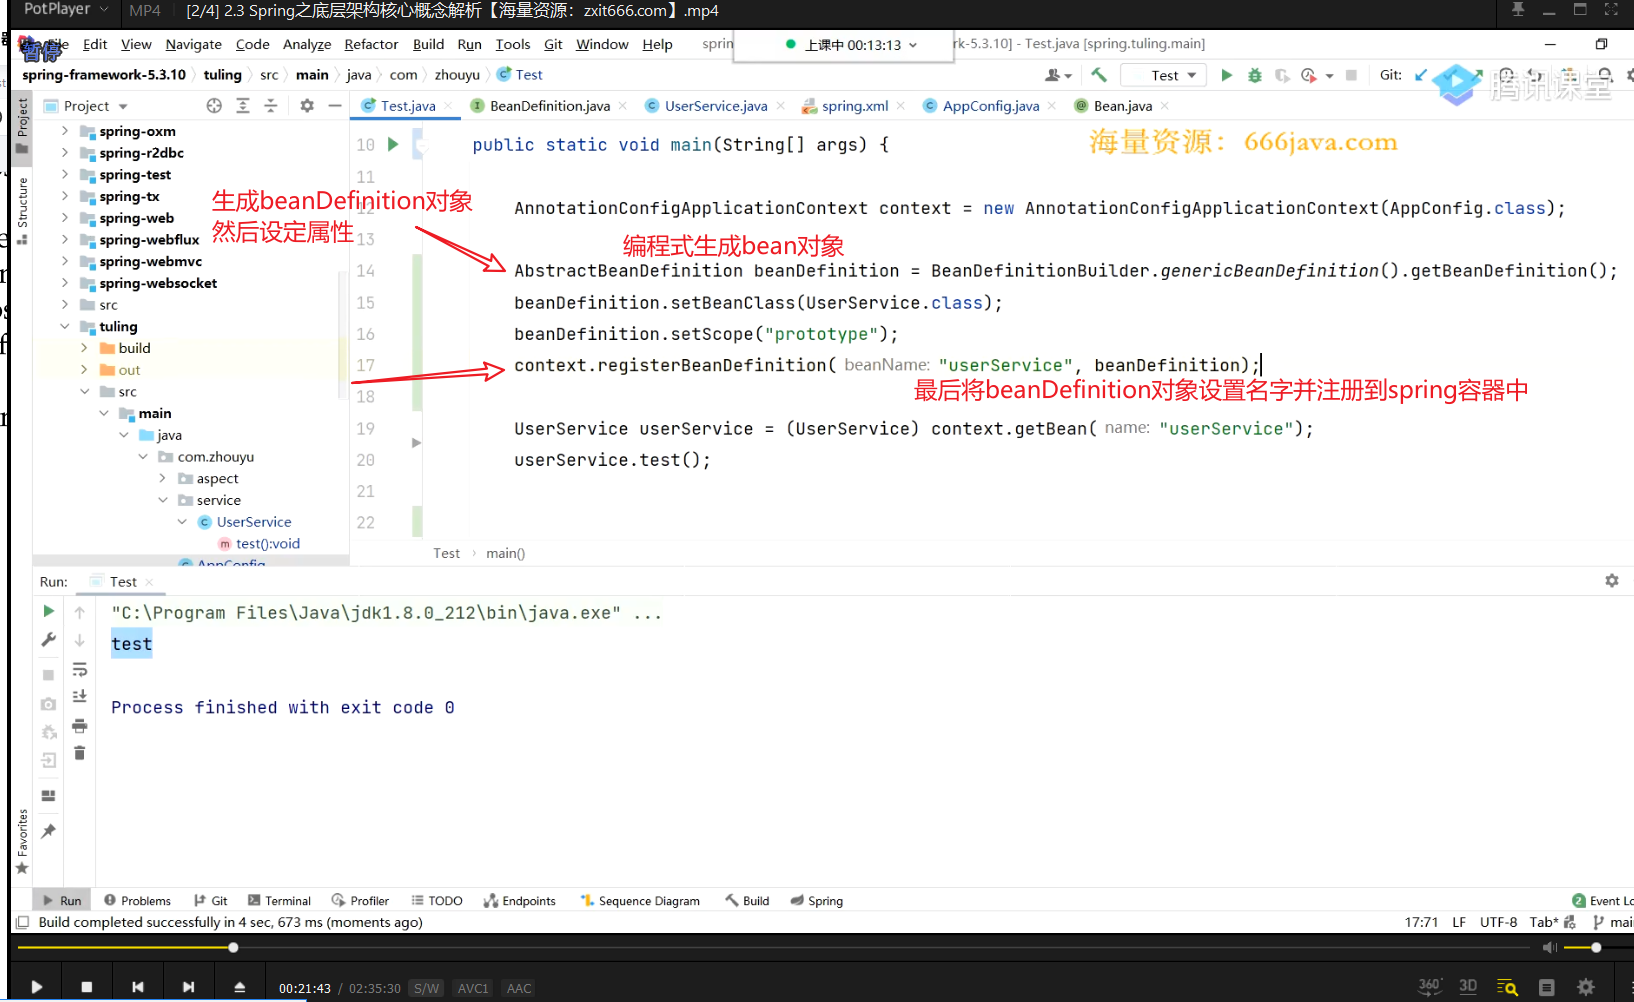 PotPlayer MP4 [2/4] 2.3 Spring之底层架构核心概念解析【海量资源：zxit666.com】.mp4
暂停
Edit View Navigate Code Analyze Refactor Build Run Tools Git Window Help
上课中 00:13:13
rk-5.3.10] - Test.java [spring.tuling.main]
spring-framework-5.3.10 tuling src main java com zhouyu Test
Test
Git:
腾讯课堂
Project
Test.java BeanDefinition.java UserService.java spring.xml AppConfig.java Bean.java
海量资源：666java.com
Project
Structure
Favorites
spring-oxm
spring-r2dbc
spring-test
spring-tx
spring-web
spring-webflux
spring-webmvc
spring-websocket
src
tuling
build
out
src
main
java
com.zhouyu
aspect
service
UserService
test():void
AppConfig
生成beanDefinition对象
然后设定属性
编程式生成bean对象
10 public static void main(String[] args) {
11
12 AnnotationConfigApplicationContext context = new AnnotationConfigApplicationContext(AppConfig.class);
13
14 AbstractBeanDefinition beanDefinition = BeanDefinitionBuilder.genericBeanDefinition().getBeanDefinition();
15 beanDefinition.setBeanClass(UserService.class);
16 beanDefinition.setScope("prototype");
17 context.registerBeanDefinition( beanName: "userService", beanDefinition);
最后将beanDefinition对象设置名字并注册到spring容器中
18
19 UserService userService = (UserService) context.getBean( name: "userService");
20 userService.test();
21
22
Test main()
Run: Test
"C:\Program Files\Java\jdk1.8.0_212\bin\java.exe" ...
test
Process finished with exit code 0
Run Problems Git Terminal Profiler TODO Endpoints Sequence Diagram Build Spring 2 Event Lo
Build completed successfully in 4 sec, 673 ms (moments ago)
17:71 LF UTF-8 Tab* mai
00:21:43 / 02:35:30 S/W AVC1 AAC
360° 3D